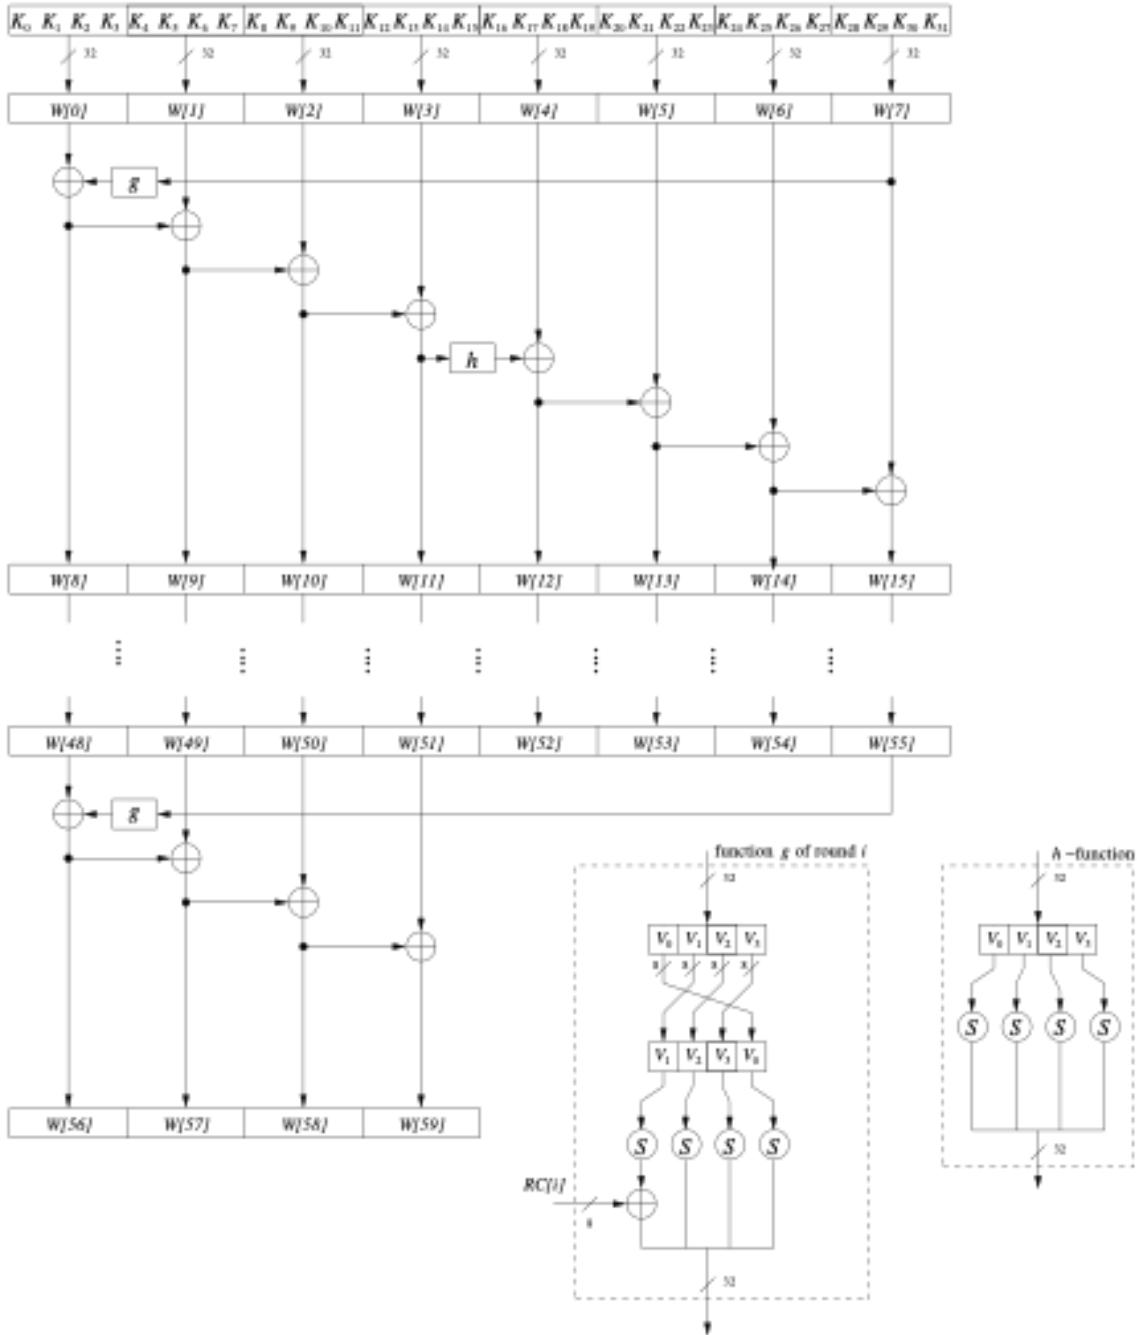 K₀ K₁ K₂ K₃ K₄ K₅ K₆ K₇ K₈ K₉ K₁₀ K₁₁ K₁₂ K₁₃ K₁₄ K₁₅ K₁₆ K₁₇ K₁₈ K₁₉ K₂₀ K₂₁ K₂₂ K₂₃ K₂₄ K₂₅ K₂₆ K₂₇ K₂₈ K₂₉ K₃₀ K₃₁
32 32 32 32 32 32 32 32
W[0] W[1] W[2] W[3] W[4] W[5] W[6] W[7]
g
h
W[8] W[9] W[10] W[11] W[12] W[13] W[14] W[15]
W[48] W[49] W[50] W[51] W[52] W[53] W[54] W[55]
g
W[56] W[57] W[58] W[59]
function g of round i
32
V₀ V₁ V₂ V₃
8 8 8 8
V₁ V₂ V₃ V₀
S S S S
RC[i]
8
32
h -function
32
V₀ V₁ V₂ V₃
S S S S
32